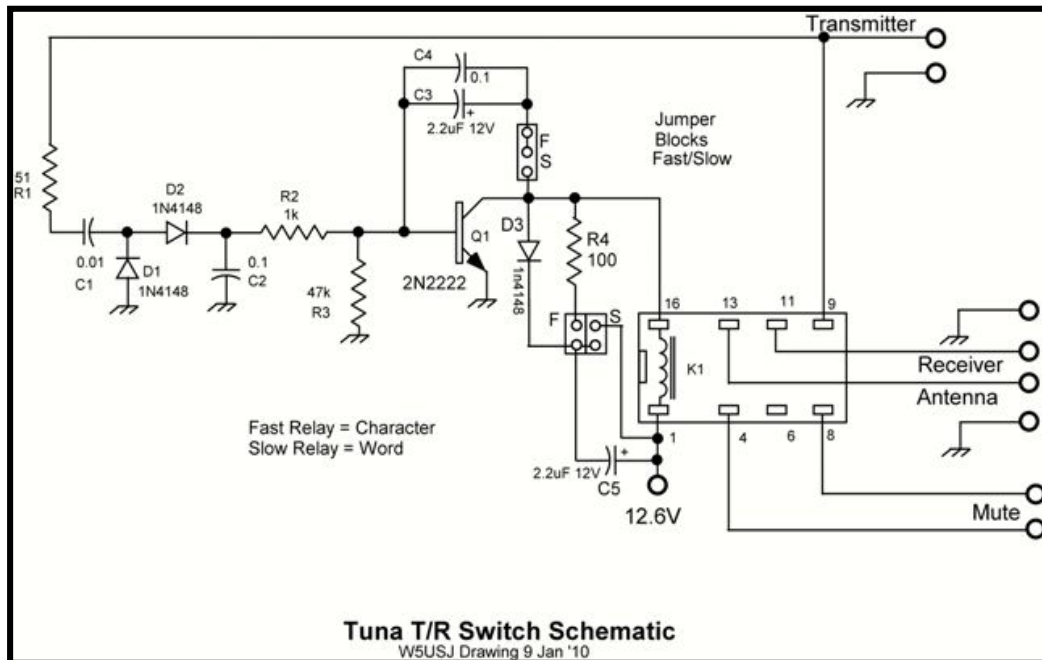 Transmitter
C4
0.1
C3
+
2.2uF 12V
F
S
Jumper
Blocks
Fast/Slow
51
R1
D2
1N4148
R2
1k
D3
R4
100
Q1
0.01
C1
D1
1N4148
0.1
C2
47k
R3
2N2222
1n4148
F
S
16
13
11
9
K1
Receiver
Antenna
1
4
6
8
Fast Relay = Character
Slow Relay = Word
2.2uF 12V
+
C5
12.6V
Mute
Tuna T/R Switch Schematic
W5USJ Drawing 9 Jan '10